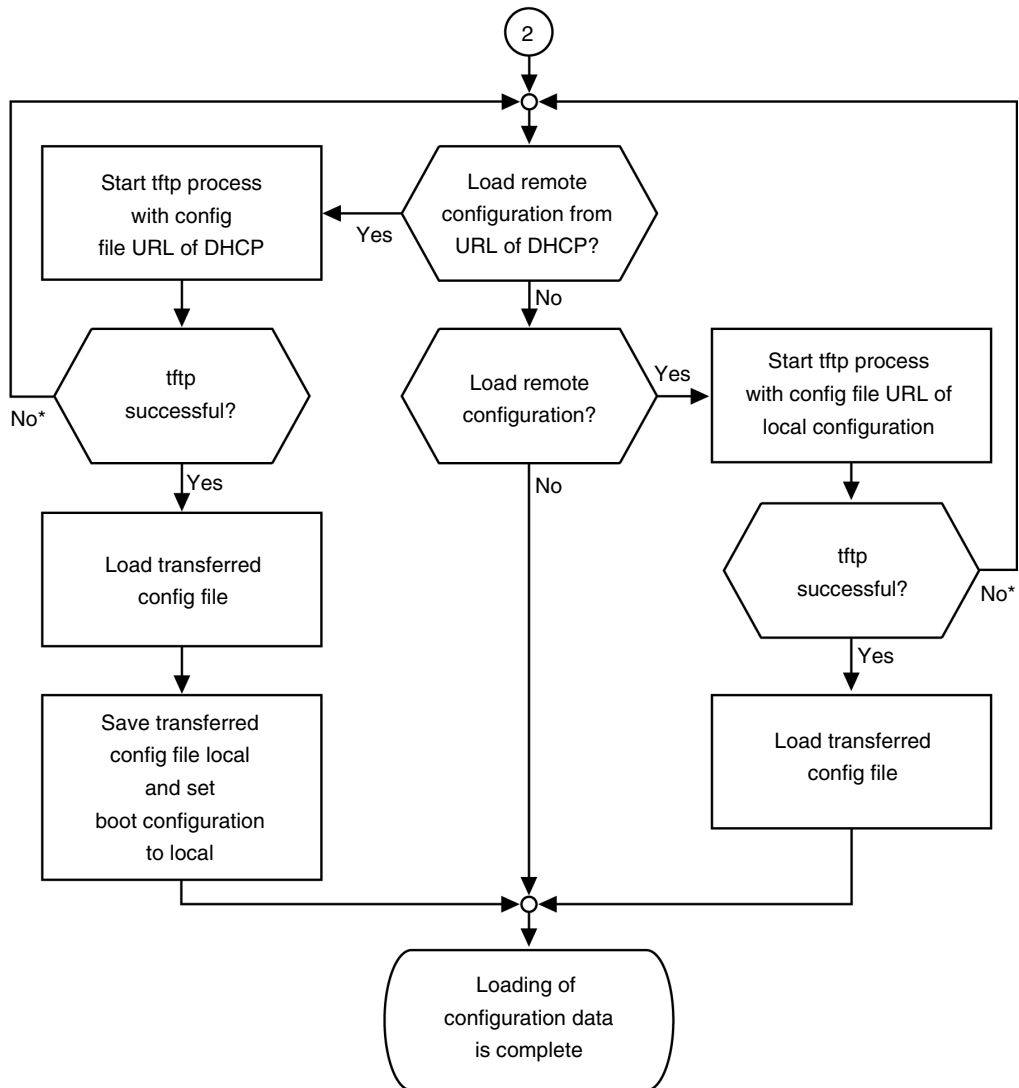 2
Load remote
configuration from
URL of DHCP?
Yes
Start tftp process
with config
file URL of DHCP
No
tftp
successful?
No*
Yes
Load transferred
config file
Save transferred
config file local
and set
boot configuration
to local
Load remote
configuration?
Yes
Start tftp process
with config file URL of
local configuration
No
tftp
successful?
No*
Yes
Load transferred
config file
Loading of
configuration data
is complete